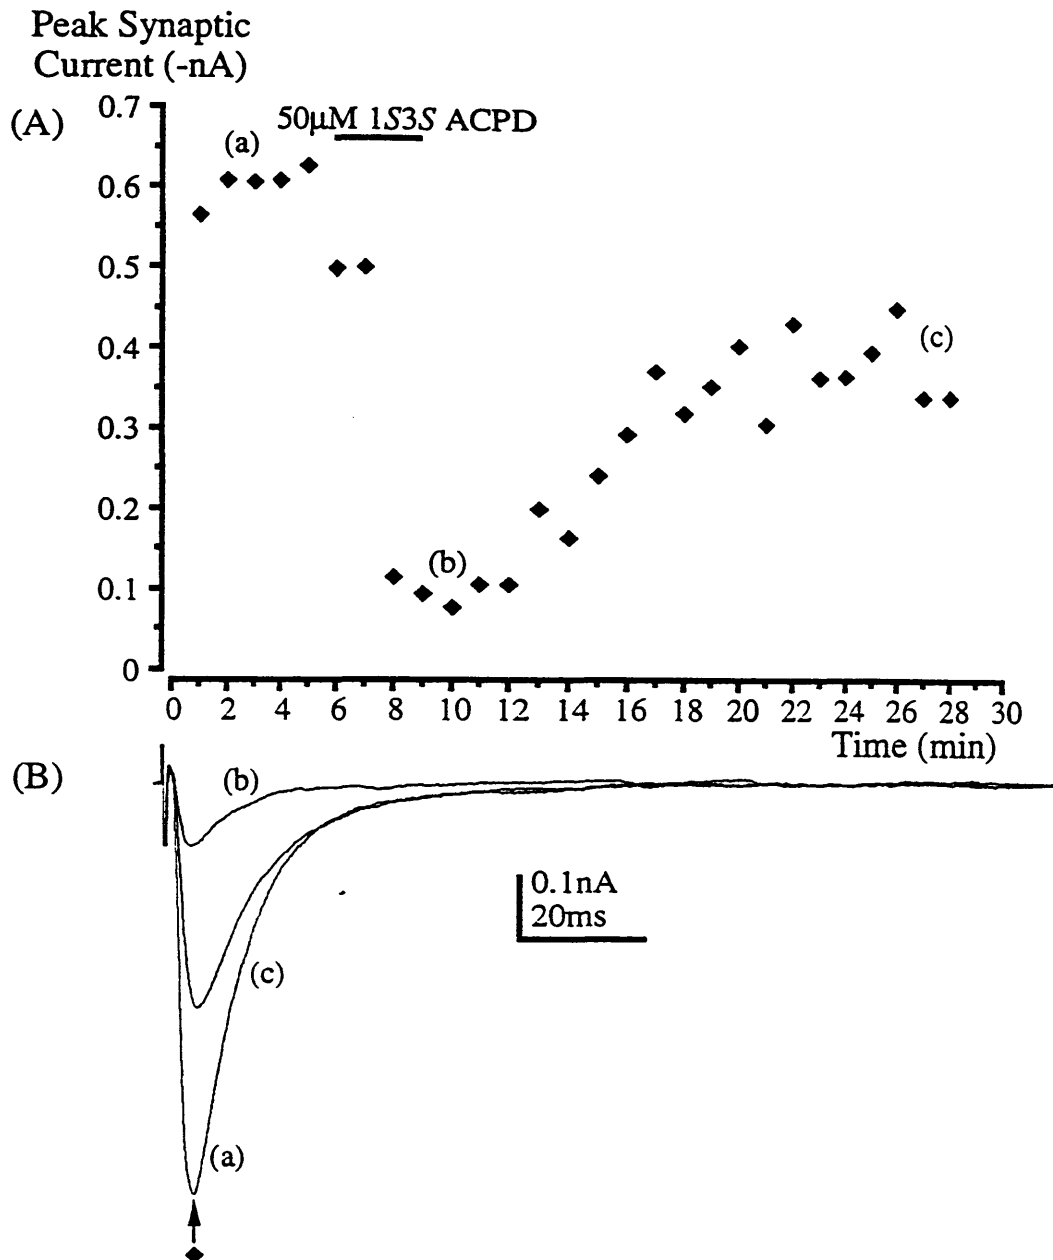 Peak Synaptic
Current (-nA)
(A)
0.7
50μM 1S3S ACPD
(a)
0.6
0.5
0.4
(c)
0.3
0.2
(b)
0.1
0
0 2 4 6 8 10 12 14 16 18 20 22 24 26 28 30
Time (min)
(B)
(b)
0.1nA
20ms
(c)
(a)